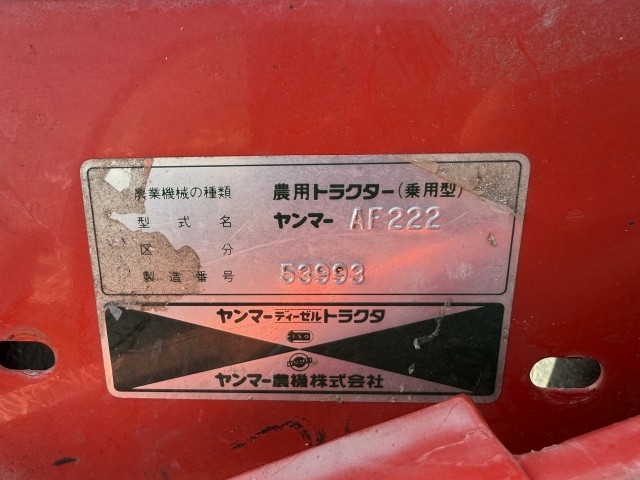 農業機械の種類 農用トラクター(乗用型)
型式名 ヤンマー AF222
区分
製造番号 53993
ヤンマーディーゼルトラクタ
ヤンマー農機株式会社